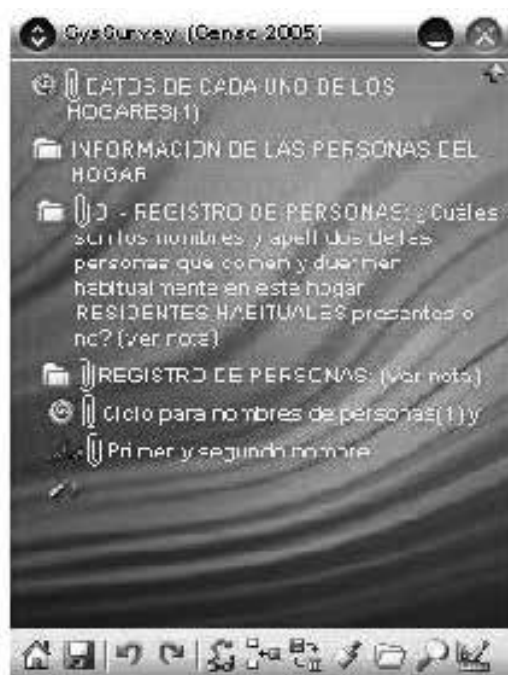 SysSurvey (Censo 2005)
DATOS DE CADA UNO DE LOS
HOGARES(1)
INFORMACION DE LAS PERSONAS DEL
HOGAR
- REGISTRO DE PERSONAS: ¿Cuáles
son los nombres y apellidos de las
personas que comen y duermen
habitualmente en este hogar
RESIDENTES HABITUALES presentes o
no? (ver nota)
REGISTRO DE PERSONAS: (ver nota)
Ciclo para nombres de personas(1) y
Primer y segundo nombre